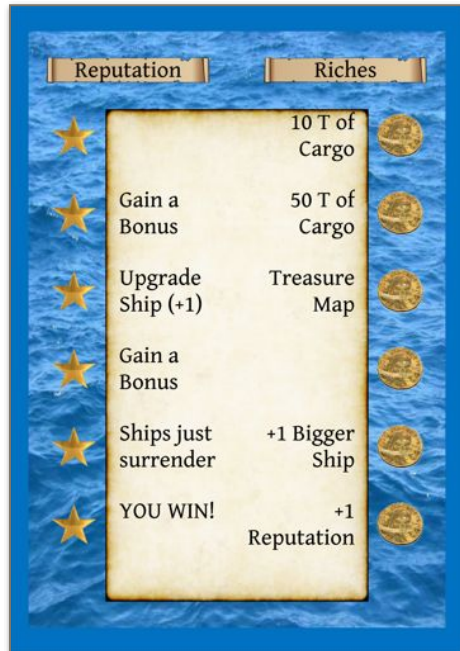 Reputation
Riches
10 T of
Cargo
Gain a
Bonus
50 T of
Cargo
Upgrade
Ship (+1)
Treasure
Map
Gain a
Bonus
Ships just
surrender
+1 Bigger
Ship
YOU WIN!
+1
Reputation